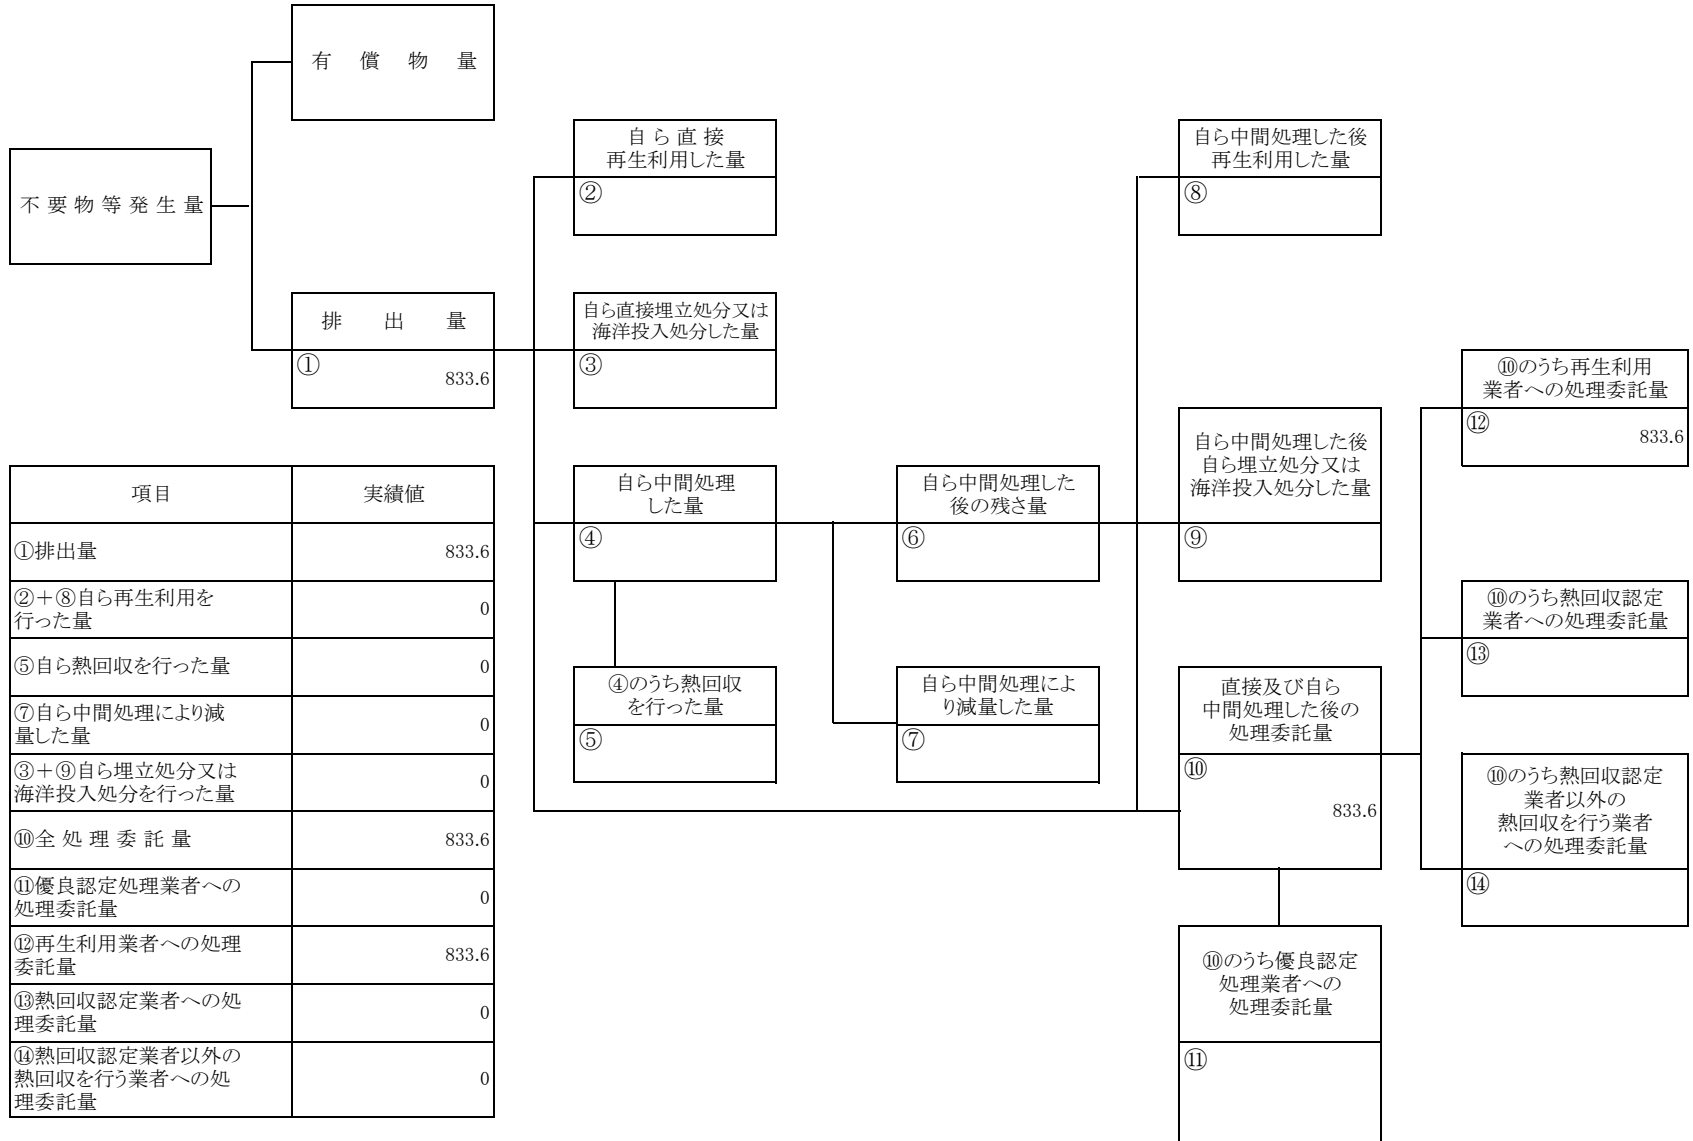 有 償 物 量
不 要 物 等 発 生 量
排 出 量
①
833.6
自 ら 直 接
再生利用した量
②
自ら直接埋立処分又は
海洋投入処分した量
③
自ら中間処理
した量
④
④のうち熱回収
を行った量
⑤
自ら中間処理した
後の残さ量
⑥
自ら中間処理によ
り減量した量
⑦
自ら中間処理した後
再生利用した量
⑧
自ら中間処理した後
自ら埋立処分又は
海洋投入処分した量
⑨
直接及び自ら
中間処理した後の
処理委託量
⑩
833.6
⑩のうち優良認定
処理業者への
処理委託量
⑪
⑩のうち再生利用
業者への処理委託量
⑫
833.6
⑩のうち熱回収認定
業者への処理委託量
⑬
⑩のうち熱回収認定
業者以外の
熱回収を行う業者
への処理委託量
⑭
項目 実績値
①排出量 833.6
②+⑧自ら再生利用を
行った量 0
⑤自ら熱回収を行った量 0
⑦自ら中間処理により減
量した量 0
③+⑨自ら埋立処分又は
海洋投入処分を行った量 0
⑩全 処 理 委 託 量 833.6
⑪優良認定処理業者への
処理委託量 0
⑫再生利用業者への処理
委託量 833.6
⑬熱回収認定業者への処
理委託量 0
⑭熱回収認定業者以外の
熱回収を行う業者への処
理委託量 0